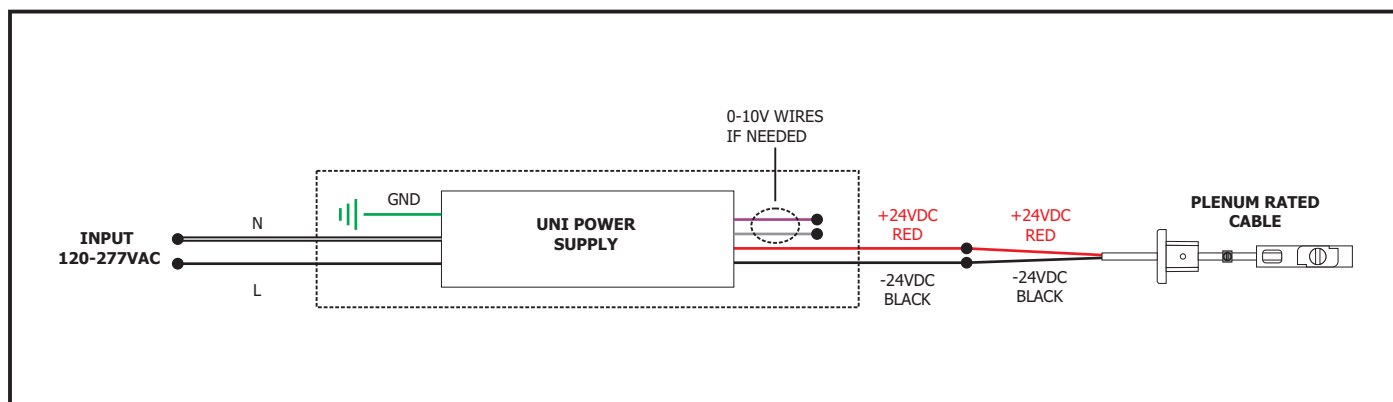 0-10V WIRES
IF NEEDED
GND
N
INPUT
120-277VAC
L
UNI POWER
SUPPLY
+24VDC
RED
-24VDC
BLACK
+24VDC
RED
-24VDC
BLACK
PLENUM RATED
CABLE